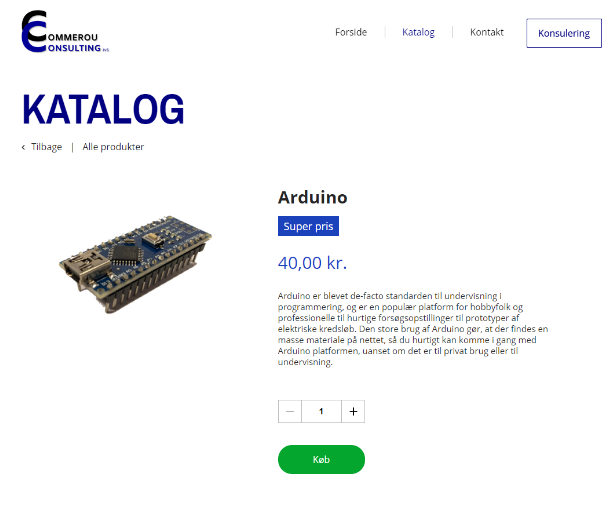 COMMEROU
CONSULTING IVS
Forside | Katalog | Kontakt
Konsulering
KATALOG
‹ Tilbage | Alle produkter
Arduino
Super pris
40,00 kr.
Arduino er blevet de-facto standarden til undervisning i
programmering, og er en populær platform for hobbyfolk og
professionelle til hurtige forsøgsopstillinger til prototyper af
elektriske kredsløb. Den store brug af Arduino gør, at der findes en
masse materiale på nettet, så du hurtigt kan komme i gang med
Arduino platformen, uanset om det er til privat brug eller til
undervisning.
— 1 +
Køb